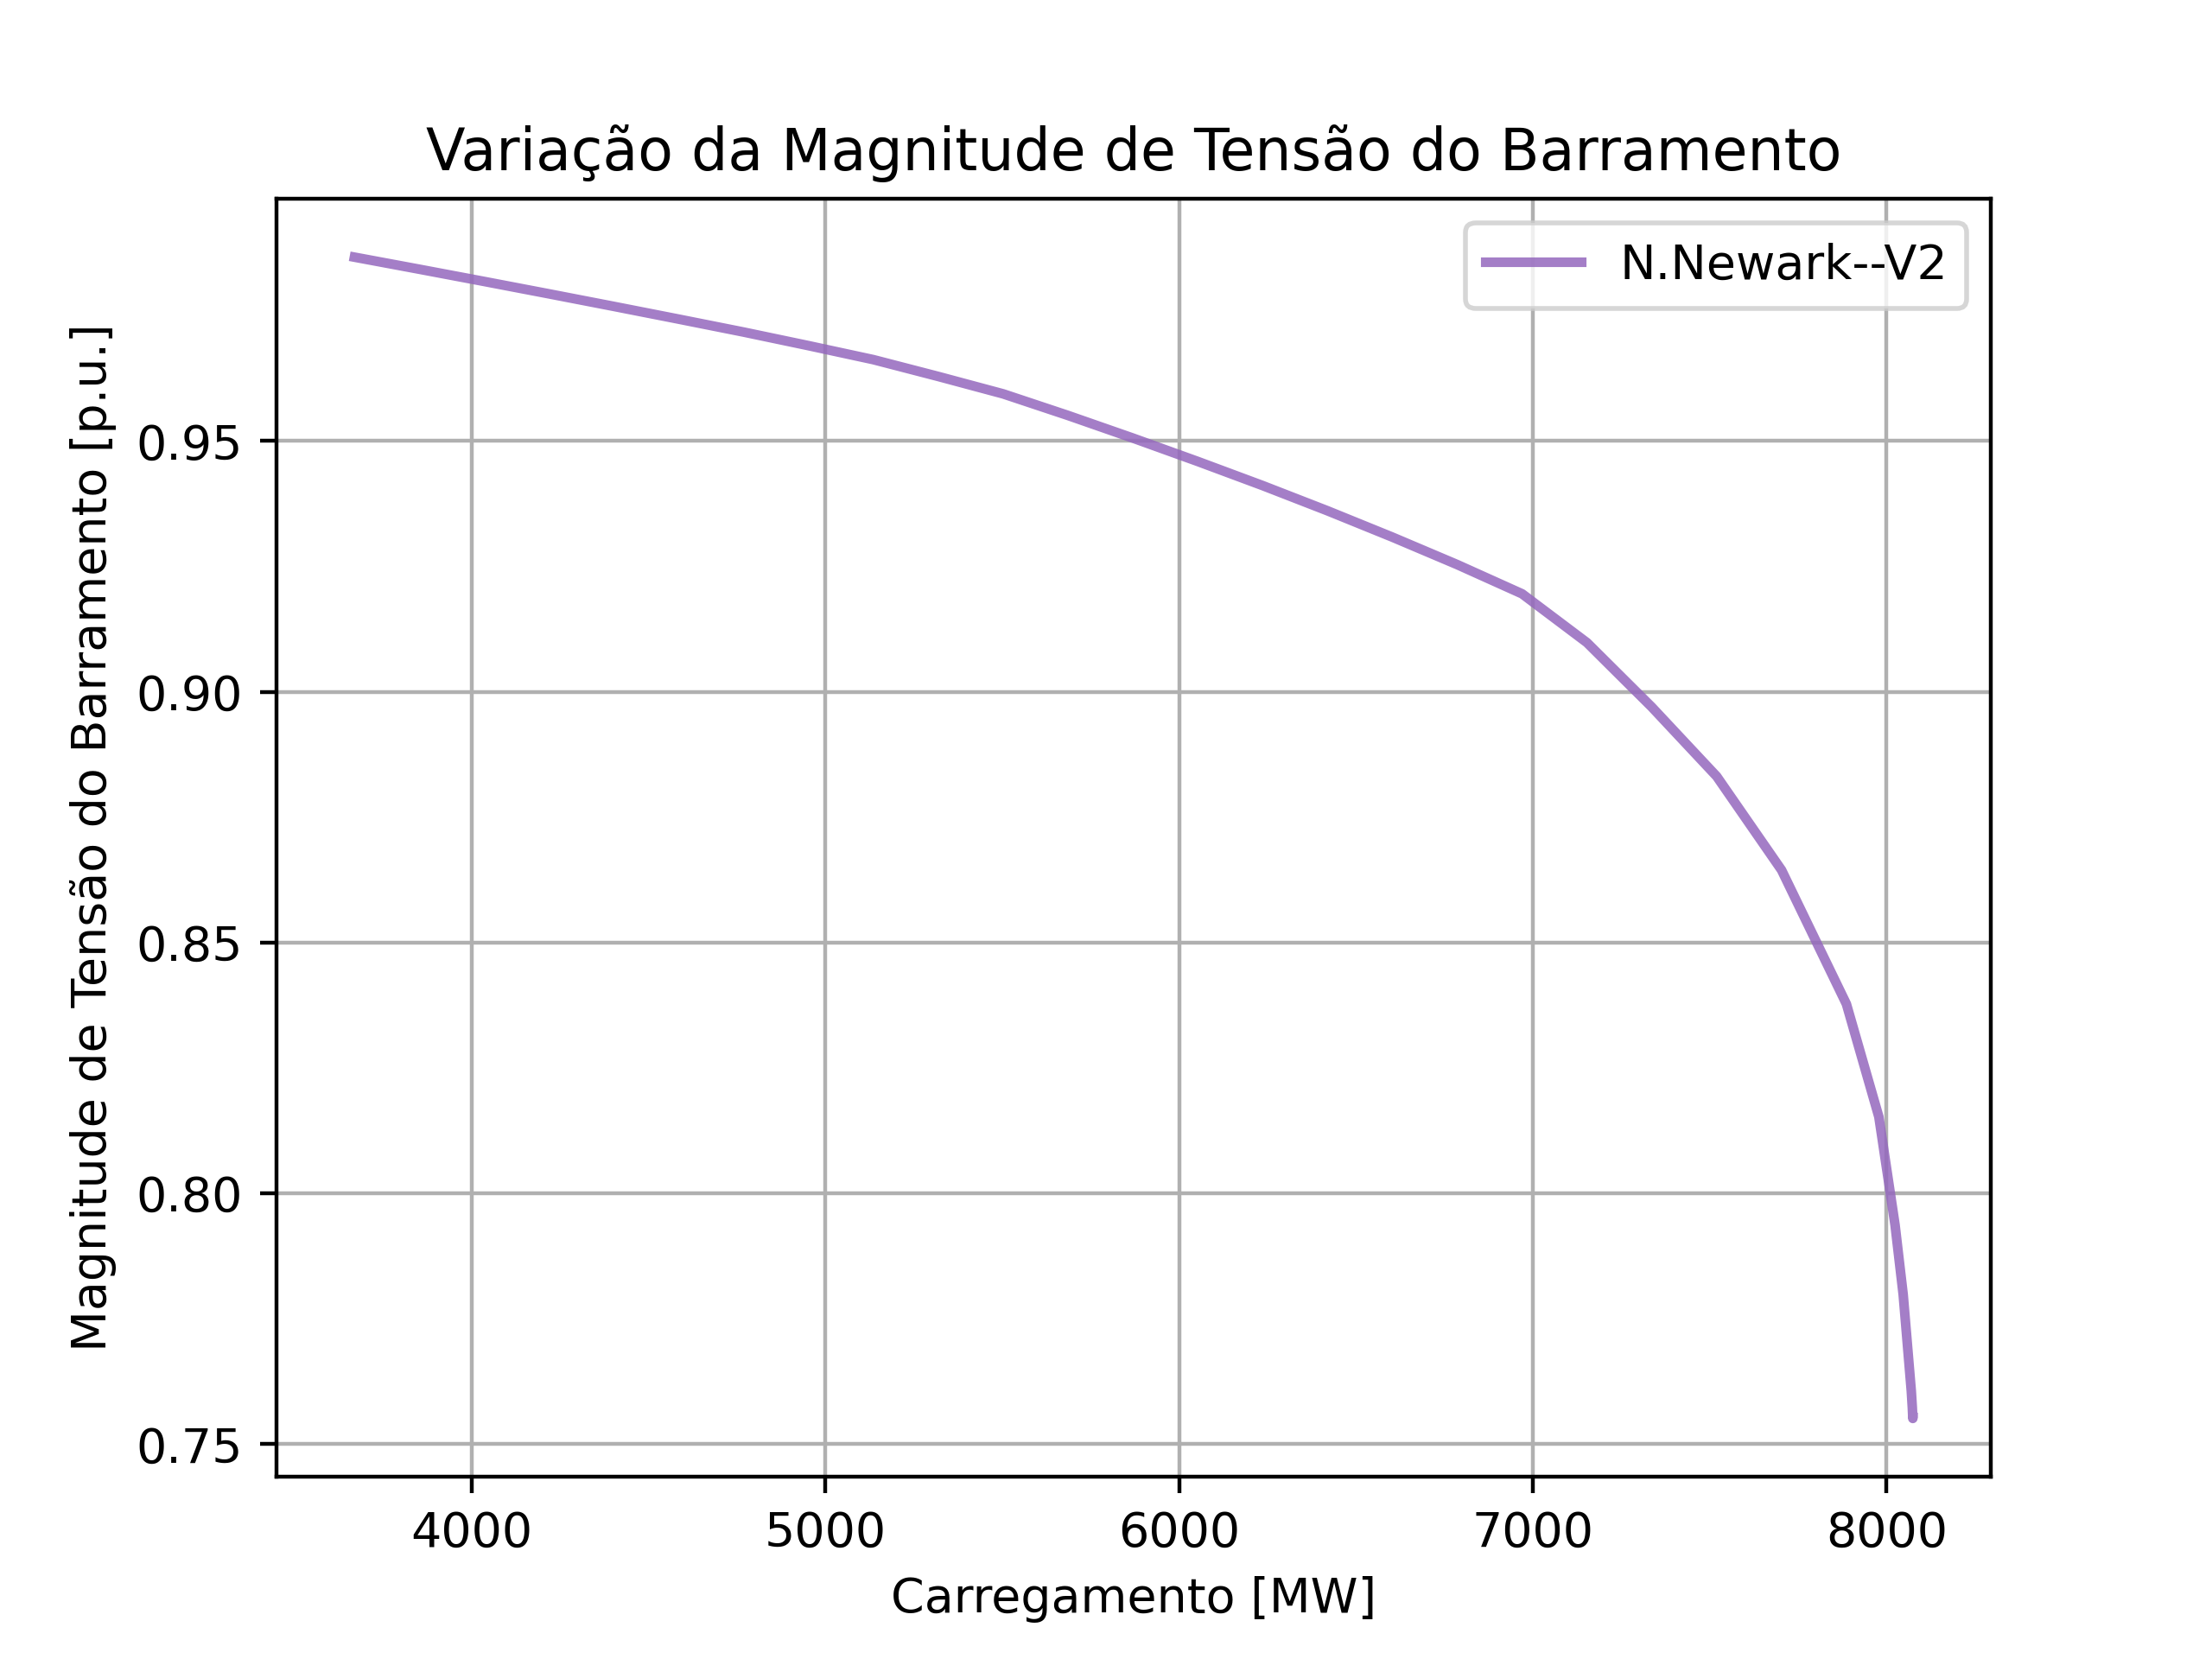 Variação da Magnitude de Tensão do Barramento
N.Newark--V2
Magnitude de Tensão do Barramento [p.u.]
0.95
0.90
0.85
0.80
0.75
4000 5000 6000 7000 8000
Carregamento [MW]